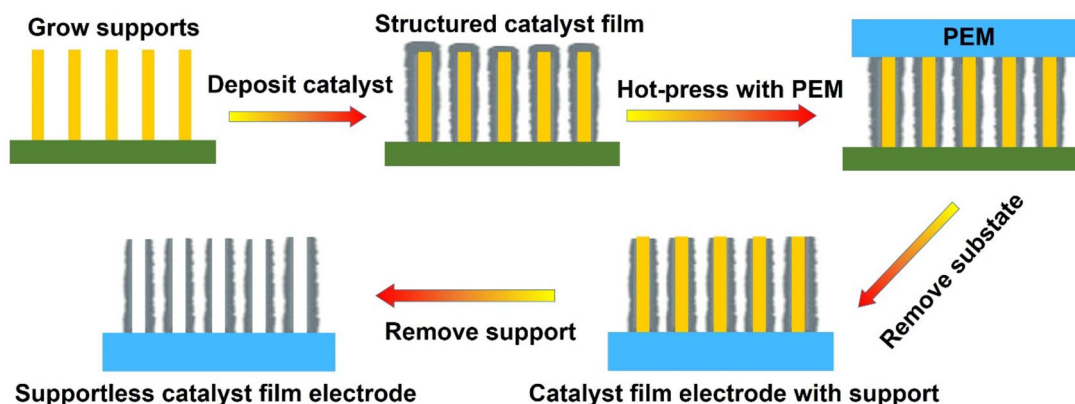 Grow supports
Deposit catalyst
Structured catalyst film
Hot-press with PEM
PEM
Remove substate
Catalyst film electrode with support
Remove support
Supportless catalyst film electrode